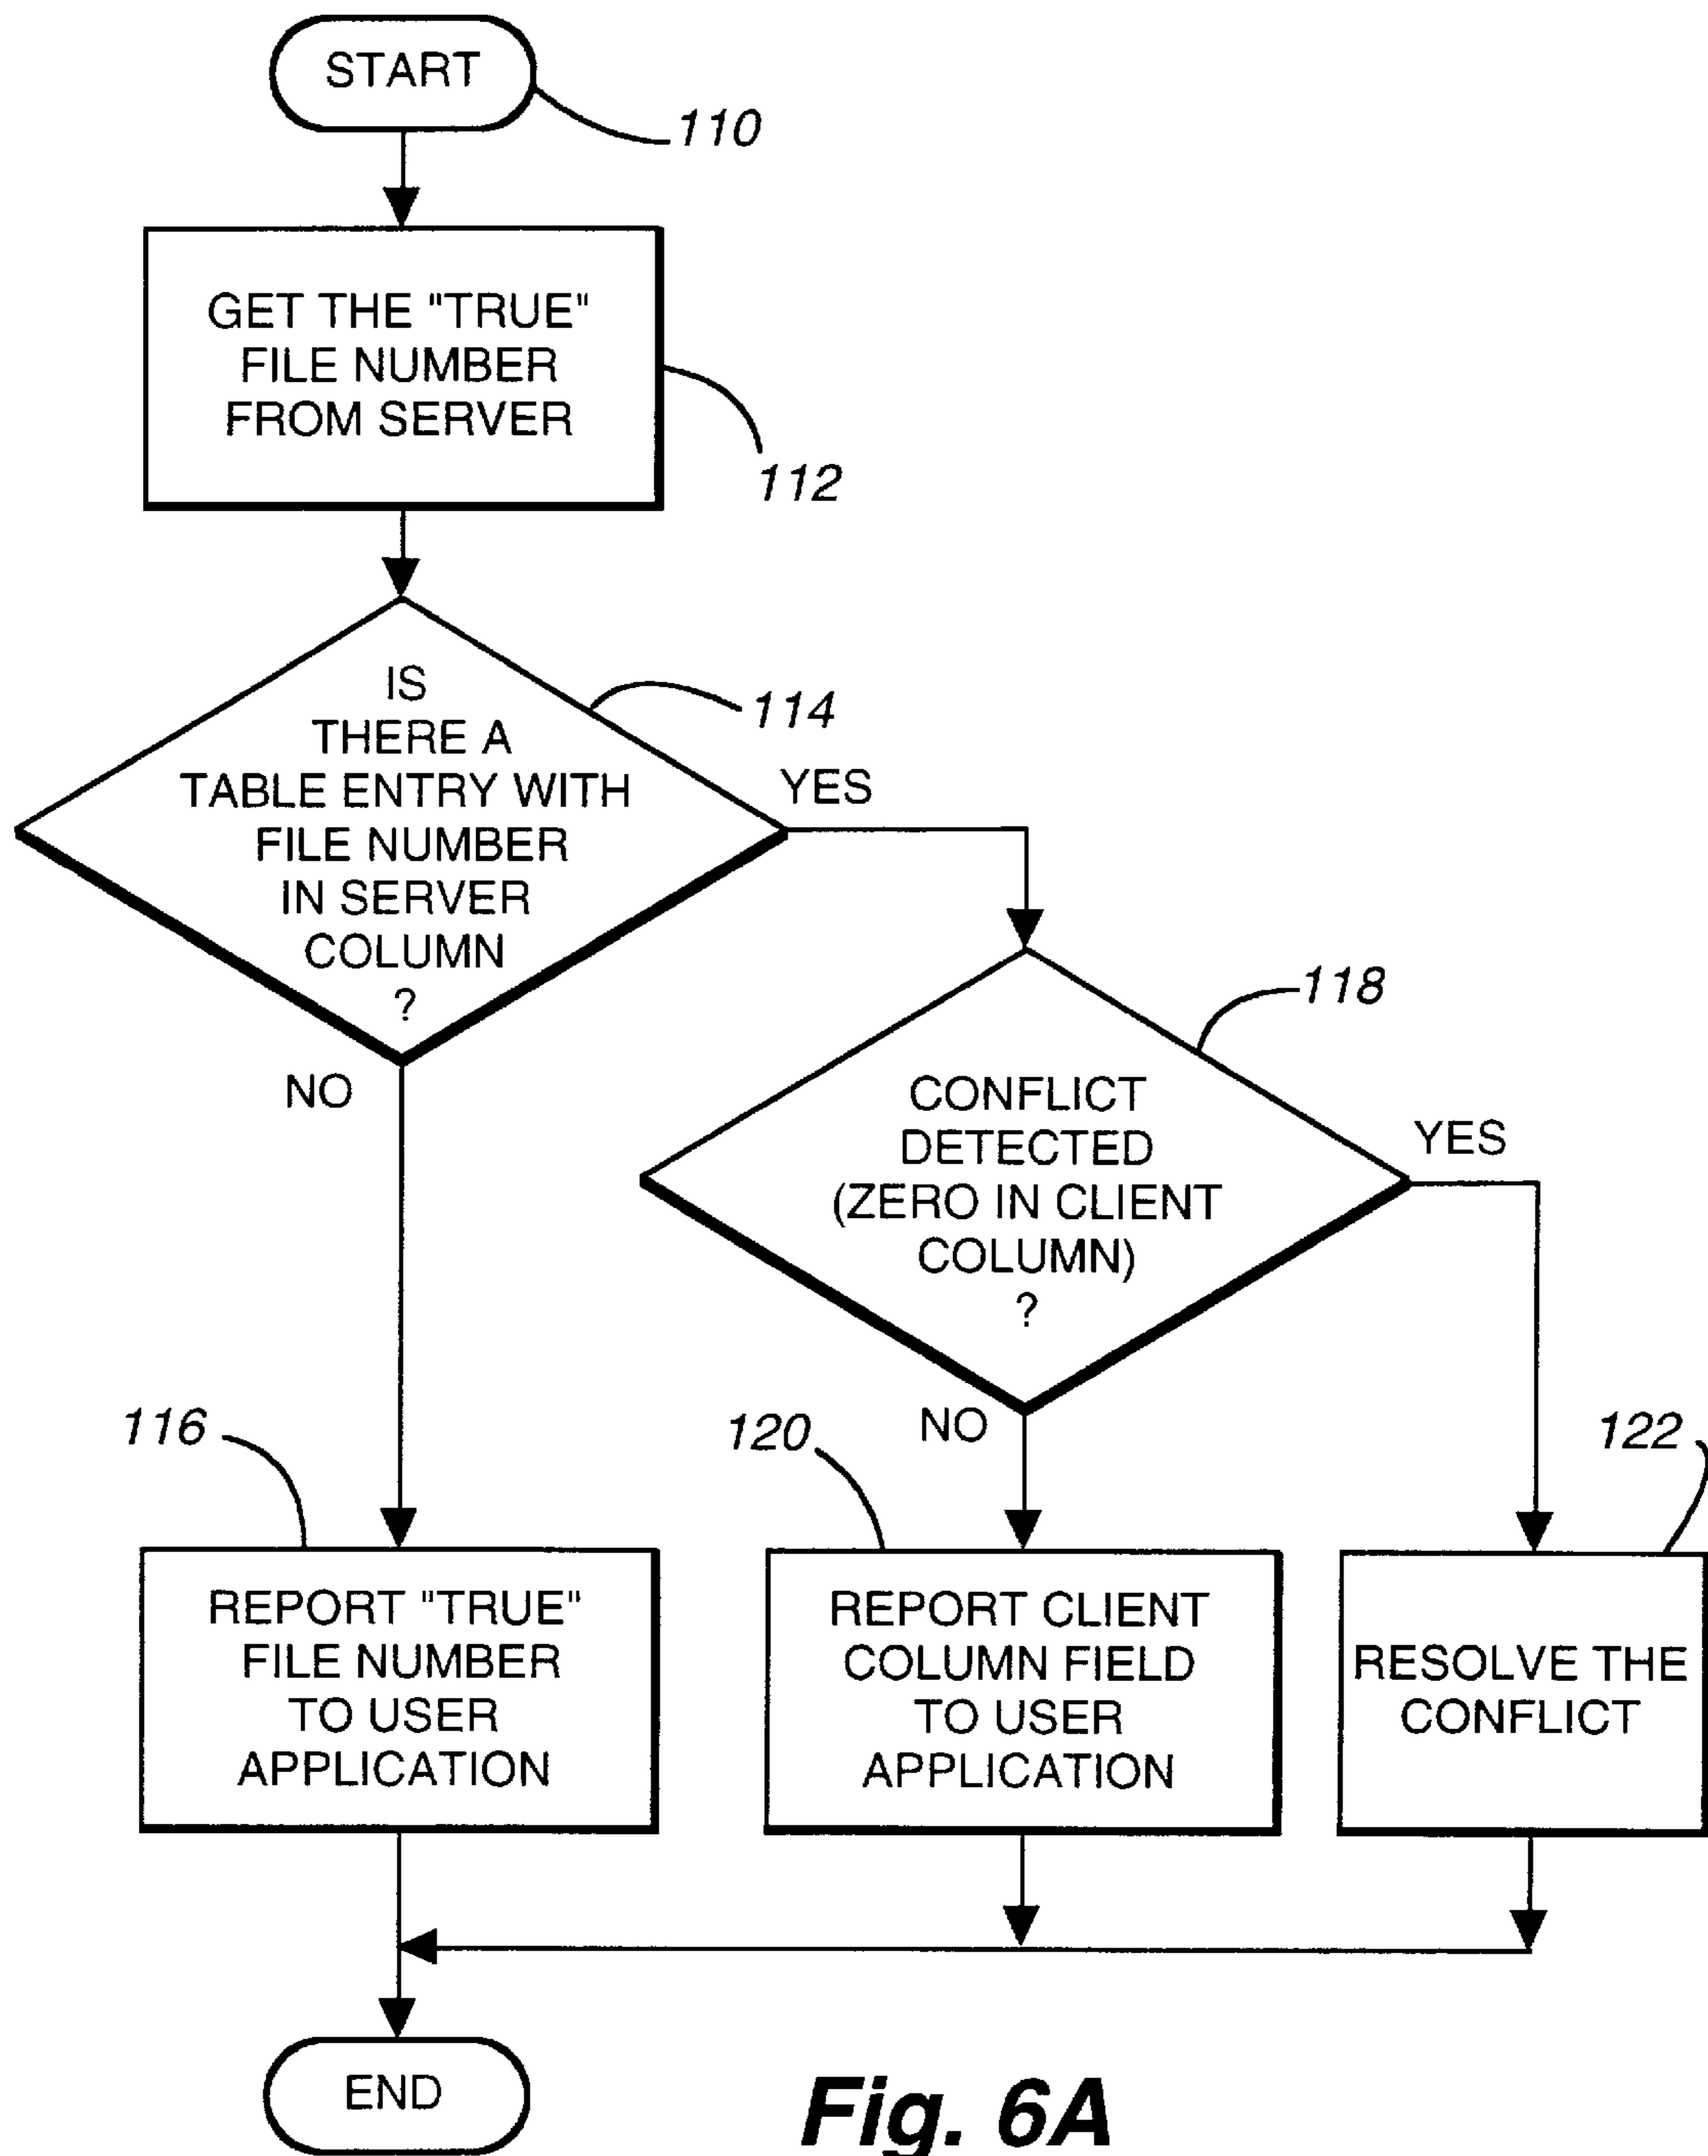 START
110
GET THE "TRUE"
FILE NUMBER
FROM SERVER
112
IS
THERE A
TABLE ENTRY WITH
FILE NUMBER
IN SERVER
COLUMN
?
114
YES
NO
CONFLICT
DETECTED
(ZERO IN CLIENT
COLUMN)
?
118
YES
NO
116
REPORT "TRUE"
FILE NUMBER
TO USER
APPLICATION
120
REPORT CLIENT
COLUMN FIELD
TO USER
APPLICATION
122
RESOLVE THE
CONFLICT
END
Fig. 6A